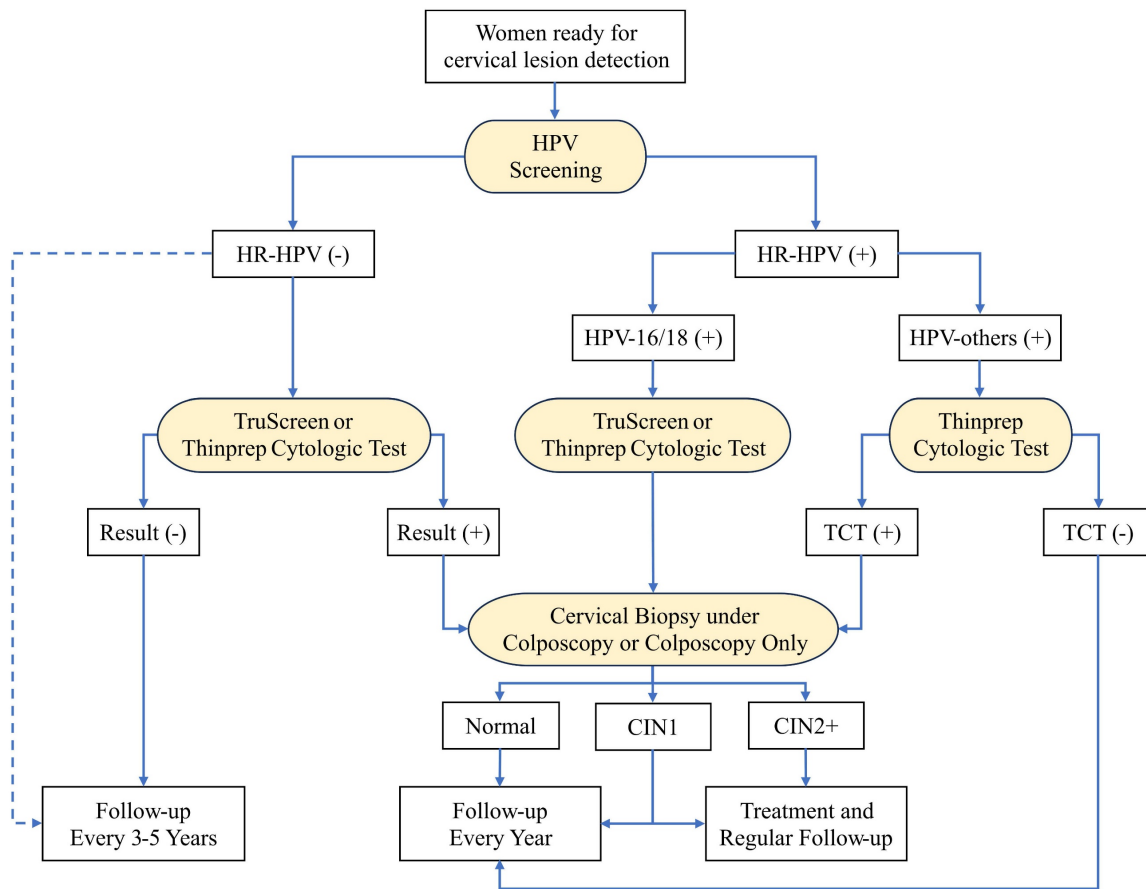 Women ready for
cervical lesion detection
HPV
Screening
HR-HPV (-)
HR-HPV (+)
HPV-16/18 (+)
HPV-others (+)
TruScreen or
Thinprep Cytologic Test
TruScreen or
Thinprep Cytologic Test
Thinprep
Cytologic Test
Result (-)
Result (+)
TCT (+)
TCT (-)
Cervical Biopsy under
Colposcopy or Colposcopy Only
Normal
CIN1
CIN2+
Follow-up
Every 3-5 Years
Follow-up
Every Year
Treatment and
Regular Follow-up